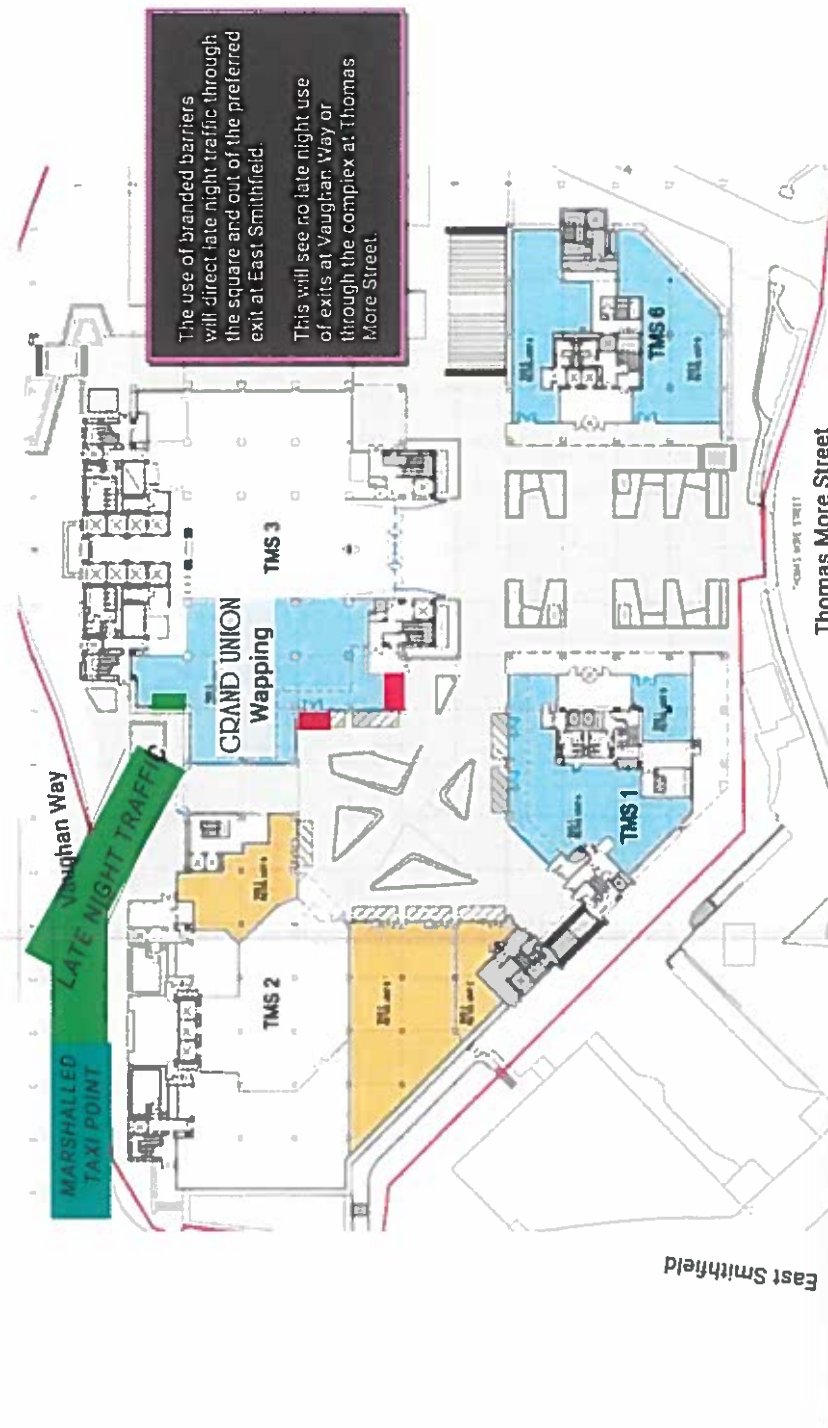 The use of branded barriers
will direct late night traffic through
the square and out of the preferred
exit at East Smithfield.
This will see no late night use
of exits at Vaughan Way or
through the complex at Thomas
More Street.
Vaughan Way
LATE NIGHT TRAFFIC
MARSHALLED
TAXI POINT
GRAND UNION
Wapping
TMS 3
TMS 2
TMS 1
TMS 6
Thomas More Street
East Smithfield